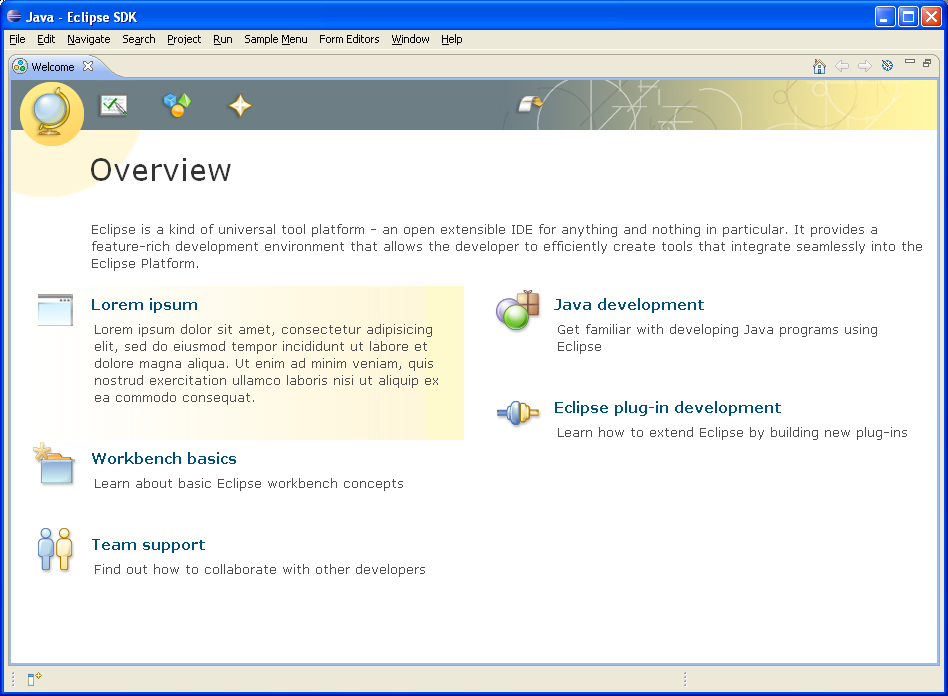 Java - Eclipse SDK
File Edit Navigate Search Project Run Sample Menu Form Editors Window Help
Welcome
Overview
Eclipse is a kind of universal tool platform - an open extensible IDE for anything and nothing in particular. It provides a
feature-rich development environment that allows the developer to efficiently create tools that integrate seamlessly into the
Eclipse Platform.
Lorem ipsum
Lorem ipsum dolor sit amet, consectetur adipisicing
elit, sed do eiusmod tempor incididunt ut labore et
dolore magna aliqua. Ut enim ad minim veniam, quis
nostrud exercitation ullamco laboris nisi ut aliquip ex
ea commodo consequat.
Workbench basics
Learn about basic Eclipse workbench concepts
Team support
Find out how to collaborate with other developers
Java development
Get familiar with developing Java programs using
Eclipse
Eclipse plug-in development
Learn how to extend Eclipse by building new plug-ins